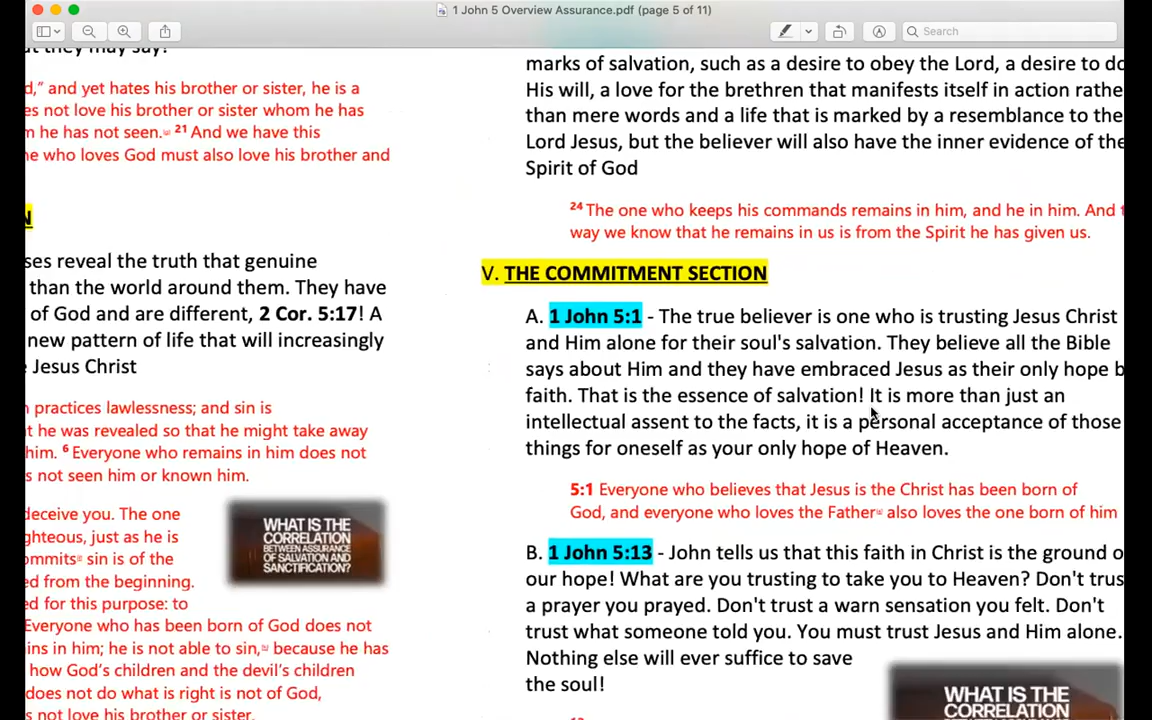 1 John 5 Overview Assurance.pdf (page 5 of 11)
Search
t they may say!
d,” and yet hates his brother or sister, he is a
es not love his brother or sister whom he has
n he has not seen. 21 And we have this
e who loves God must also love his brother and
N
ses reveal the truth that genuine
than the world around them. They have
of God and are different, 2 Cor. 5:17! A
new pattern of life that will increasingly
Jesus Christ
n practices lawlessness; and sin is
t he was revealed so that he might take away
him. 6 Everyone who remains in him does not
s not seen him or known him.
deceive you. The one
ghteous, just as he is
ommits sin is of the
ed from the beginning.
ed for this purpose: to
Everyone who has been born of God does not
ins in him; he is not able to sin, because he has
how God’s children and the devil’s children
does not do what is right is not of God,
s not love his brother or sister.
WHAT IS THE
CORRELATION
BETWEEN ASSURANCE
OF SALVATION AND
SANCTIFICATION?
marks of salvation, such as a desire to obey the Lord, a desire to do
His will, a love for the brethren that manifests itself in action rathe
than mere words and a life that is marked by a resemblance to the
Lord Jesus, but the believer will also have the inner evidence of the
Spirit of God
24 The one who keeps his commands remains in him, and he in him. And t
way we know that he remains in us is from the Spirit he has given us.
V. THE COMMITMENT SECTION
A. 1 John 5:1 - The true believer is one who is trusting Jesus Christ
and Him alone for their soul's salvation. They believe all the Bible
says about Him and they have embraced Jesus as their only hope b
faith. That is the essence of salvation! It is more than just an
intellectual assent to the facts, it is a personal acceptance of those
things for oneself as your only hope of Heaven.
5:1 Everyone who believes that Jesus is the Christ has been born of
God, and everyone who loves the Father also loves the one born of him
B. 1 John 5:13 - John tells us that this faith in Christ is the ground o
our hope! What are you trusting to take you to Heaven? Don't trus
a prayer you prayed. Don't trust a warn sensation you felt. Don't
trust what someone told you. You must trust Jesus and Him alone.
Nothing else will ever suffice to save
the soul!
WHAT IS THE
CORRELATION